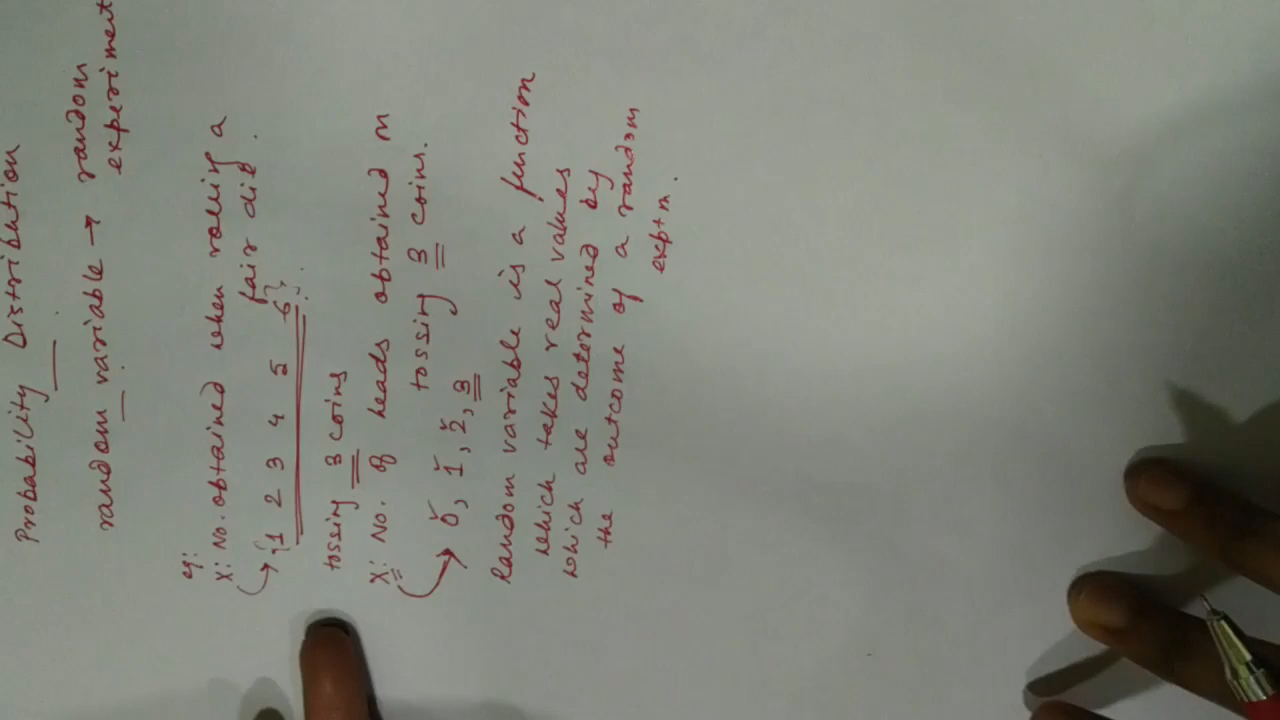 Probability Distribution
random variable → random
experiment
eg:
X: No. obtained when rolling a
fair die.
→ {1 2 3 4 5 6}.
tossing 3 coins
X: No. of heads obtained in
tossing 3 coins.
→ 0, 1, 2, 3
Random variable is a function
which takes real values
which are determined by
the outcome of a random
exptn.